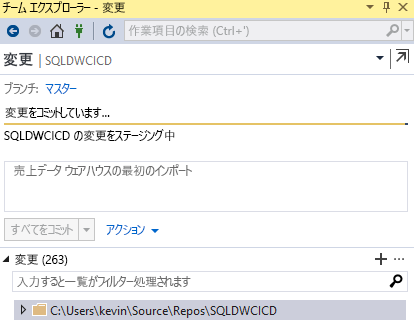 チーム エクスプローラー - 変更
作業項目の検索 (Ctrl+')
変更 | SQLDWCICD
ブランチ: マスター
変更をコミットしています...
SQLDWCICD の変更をステージング中
売上データ ウェアハウスの最初のインポート
すべてをコミット アクション
変更 (263)
入力すると一覧がフィルター処理されます
C:\Users\kevin\Source\Repos\SQLDWCICD